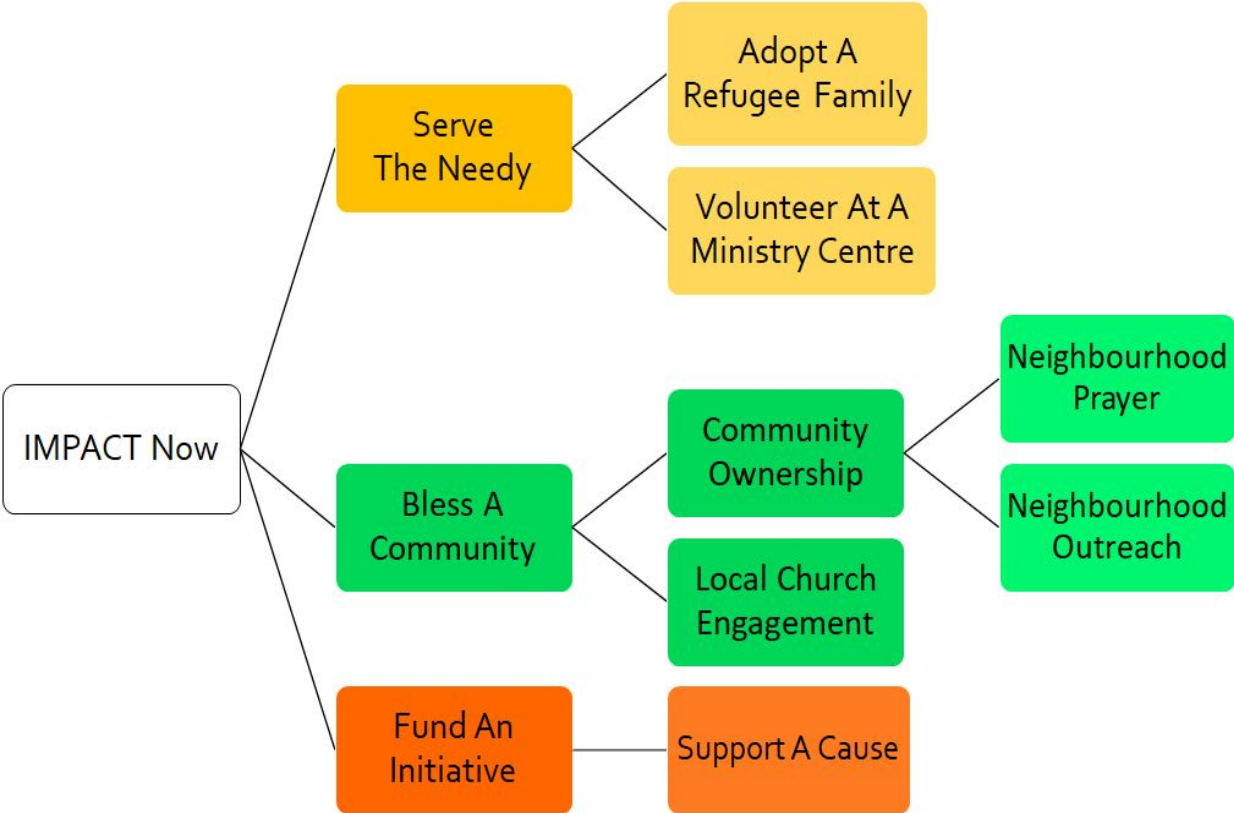 Adopt A
Refugee Family
Serve
The Needy
Volunteer At A
Ministry Centre
IMPACT Now
Neighbourhood
Prayer
Community
Ownership
Bless A
Community
Neighbourhood
Outreach
Local Church
Engagement
Fund An
Initiative
Support A Cause